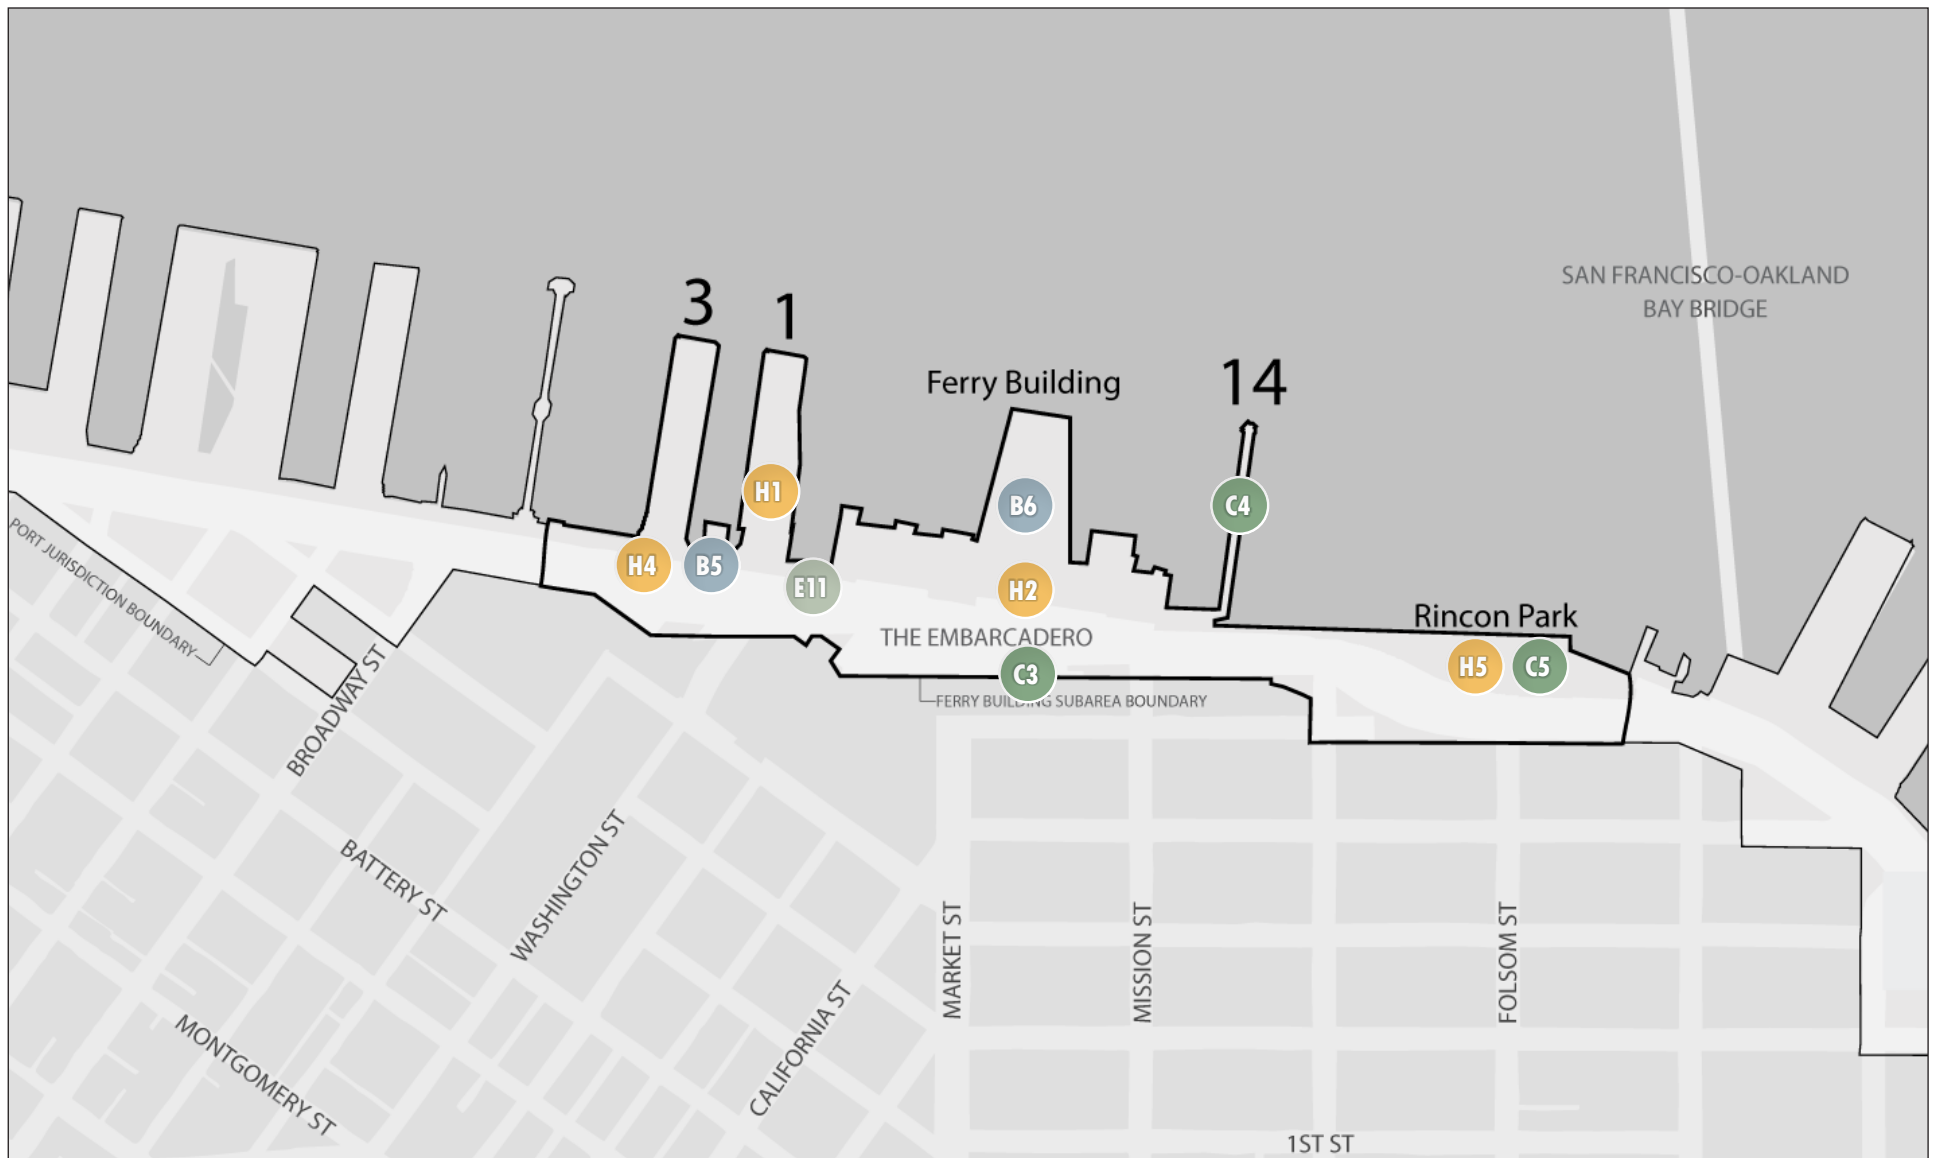 SAN FRANCISCO-OAKLAND
BAY BRIDGE
3
1
14
Ferry Building
H1
B6
C4
H4
B5
E11
H2
Rincon Park
THE EMBARCADERO
C3
H5
C5
PORT JURISDICTION BOUNDARY
FERRY BUILDING SUBAREA BOUNDARY
BROADWAY ST
BATTERY ST
WASHINGTON ST
MARKET ST
MISSION ST
FOLSOM ST
CALIFORNIA ST
MONTGOMERY ST
1ST ST